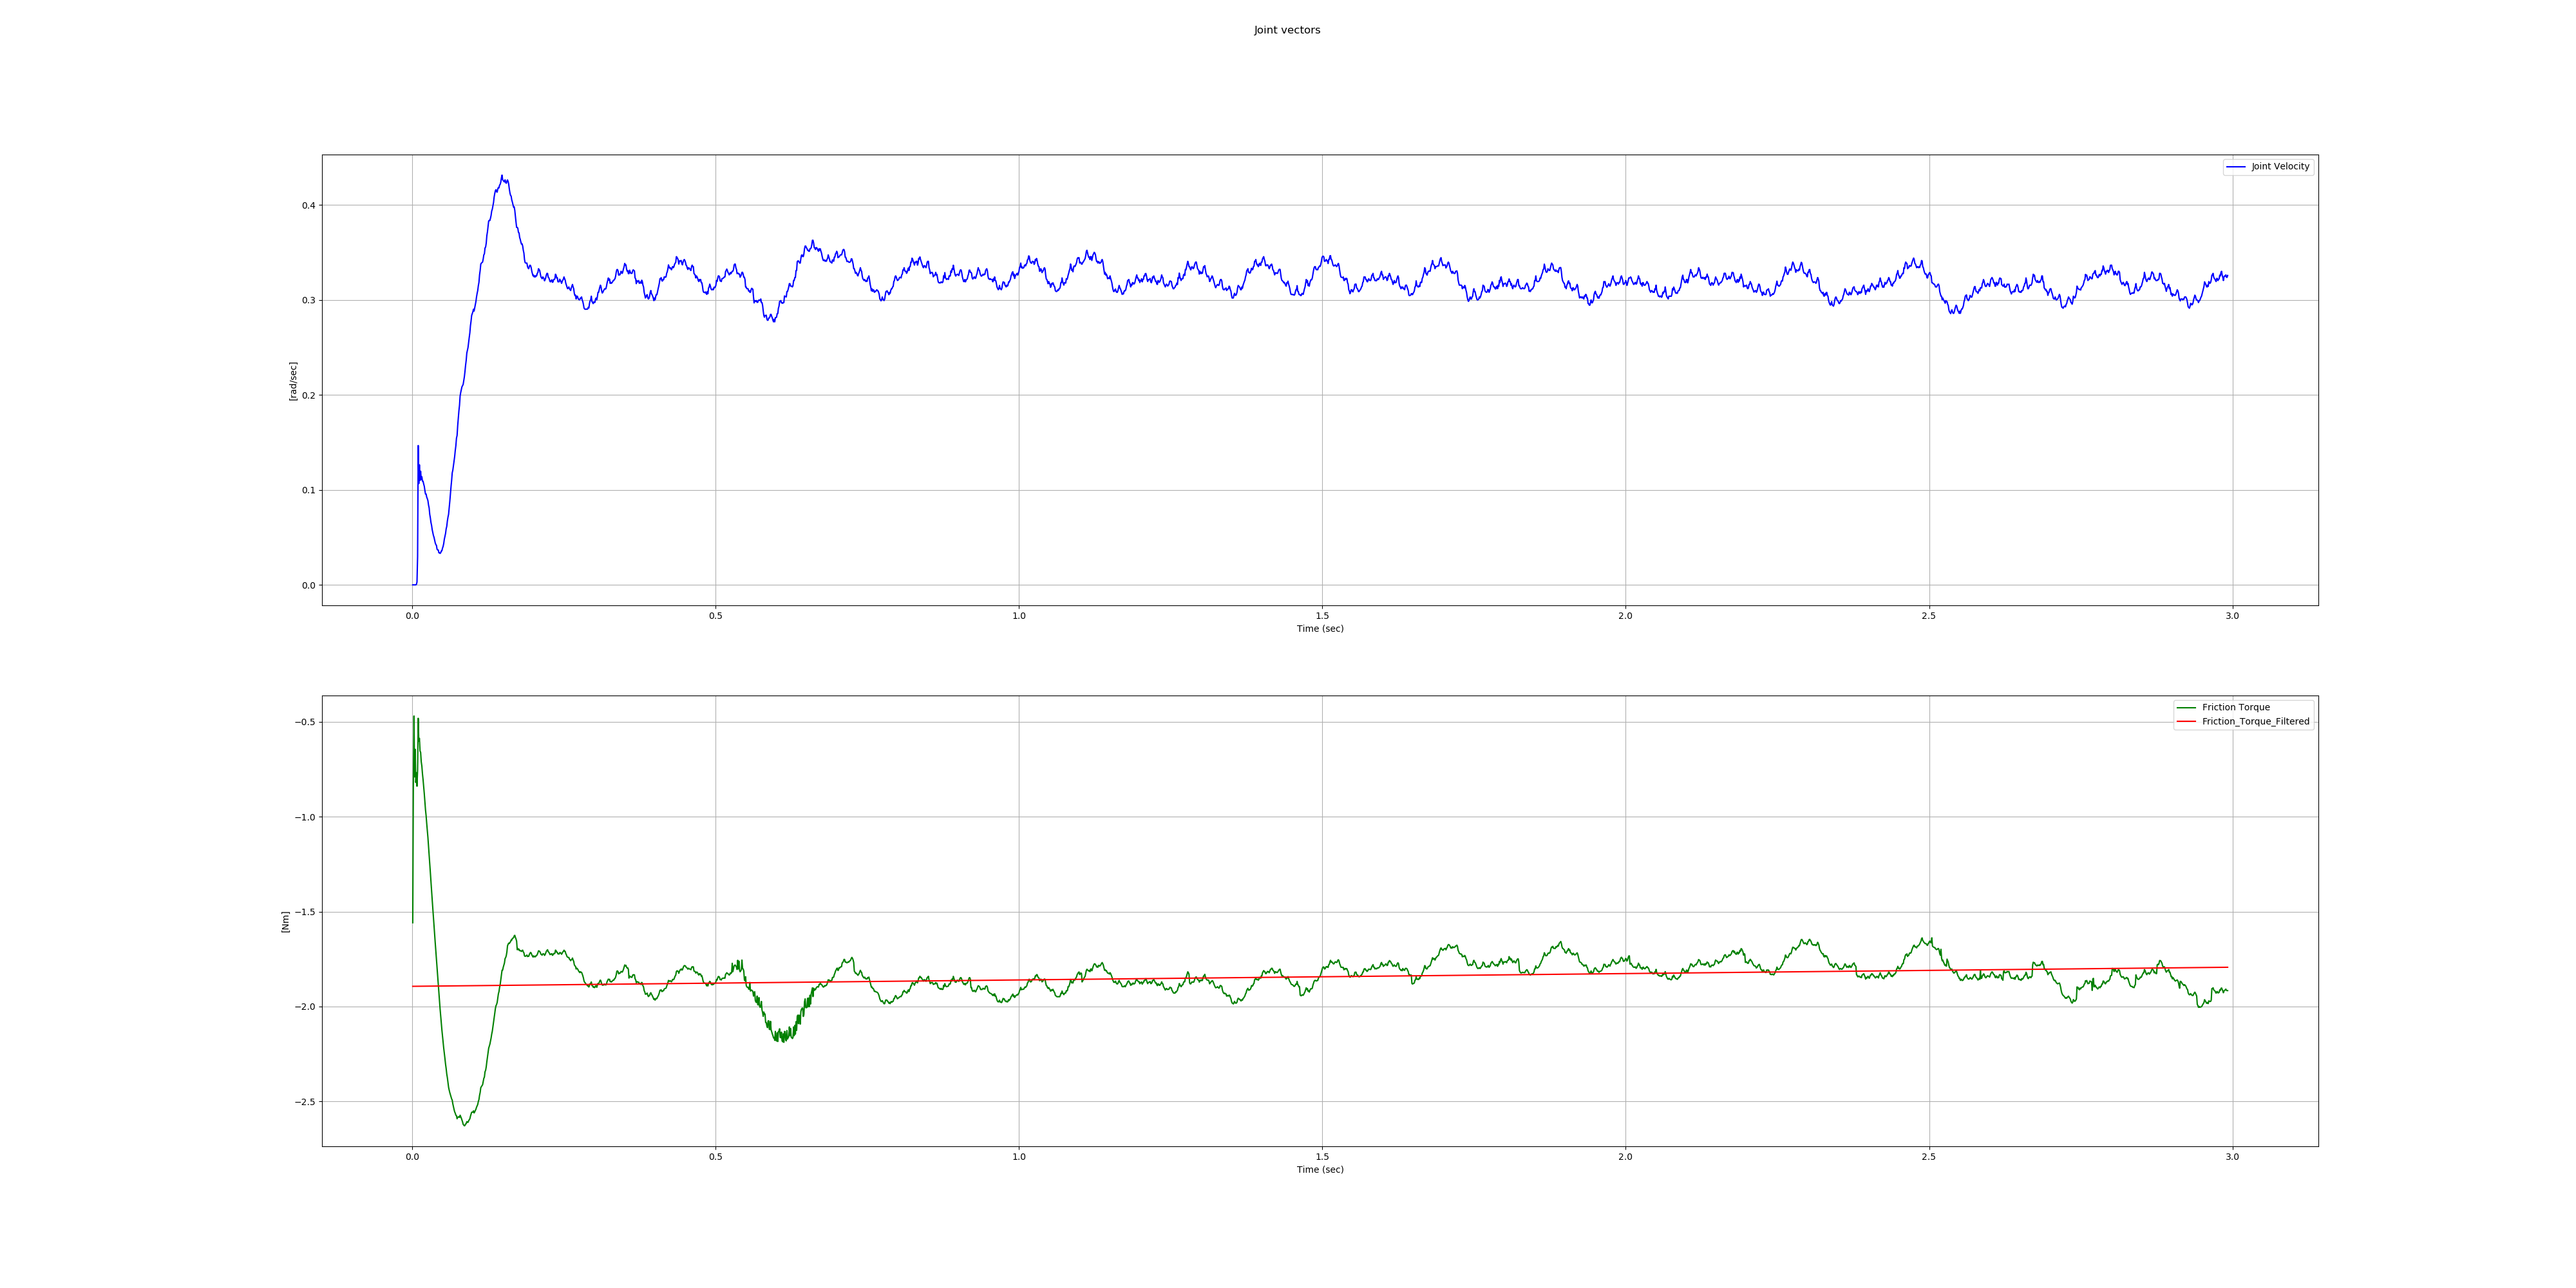 Joint vectors
Joint Velocity
0.4
0.3
0.2
0.1
0.0
[rad/sec]
0.0 0.5 1.0 1.5 2.0 2.5 3.0
Time (sec)
Friction Torque
Friction_Torque_Filtered
−0.5
−1.0
−1.5
−2.0
−2.5
[Nm]
0.0 0.5 1.0 1.5 2.0 2.5 3.0
Time (sec)